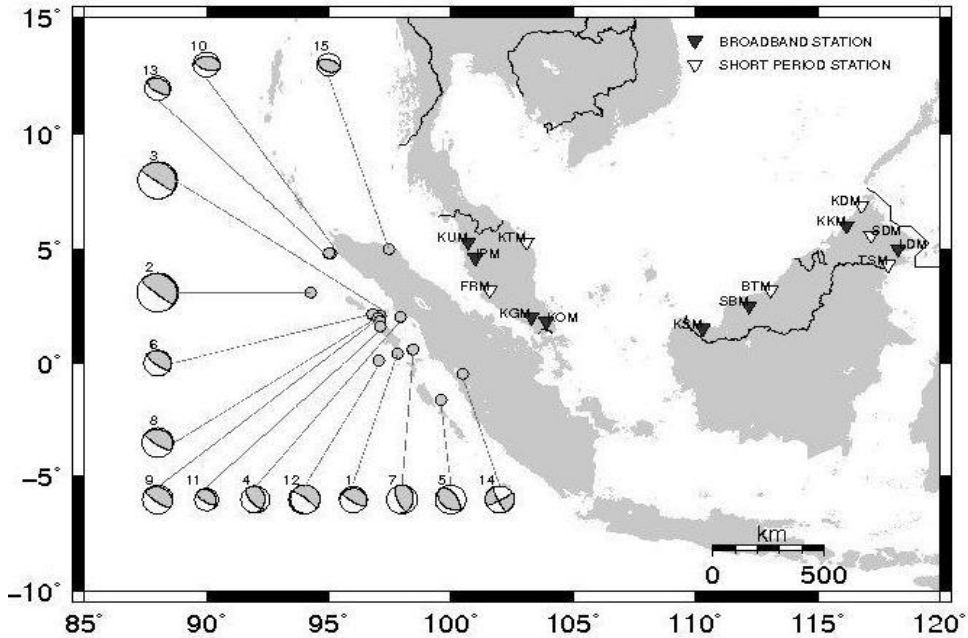 15°
10°
5°
0°
−5°
−10°
85°
90°
95°
100°
105°
110°
115°
120°
BROADBAND STATION
SHORT PERIOD STATION
10
15
13
3
2
6
8
9
11
4
12
1
7
5
14
KUM
IPM
KTM
FRM
KGM
KOM
KDM
KKM
SDM
LDM
TSM
BTM
SBM
KSM
km
0 500